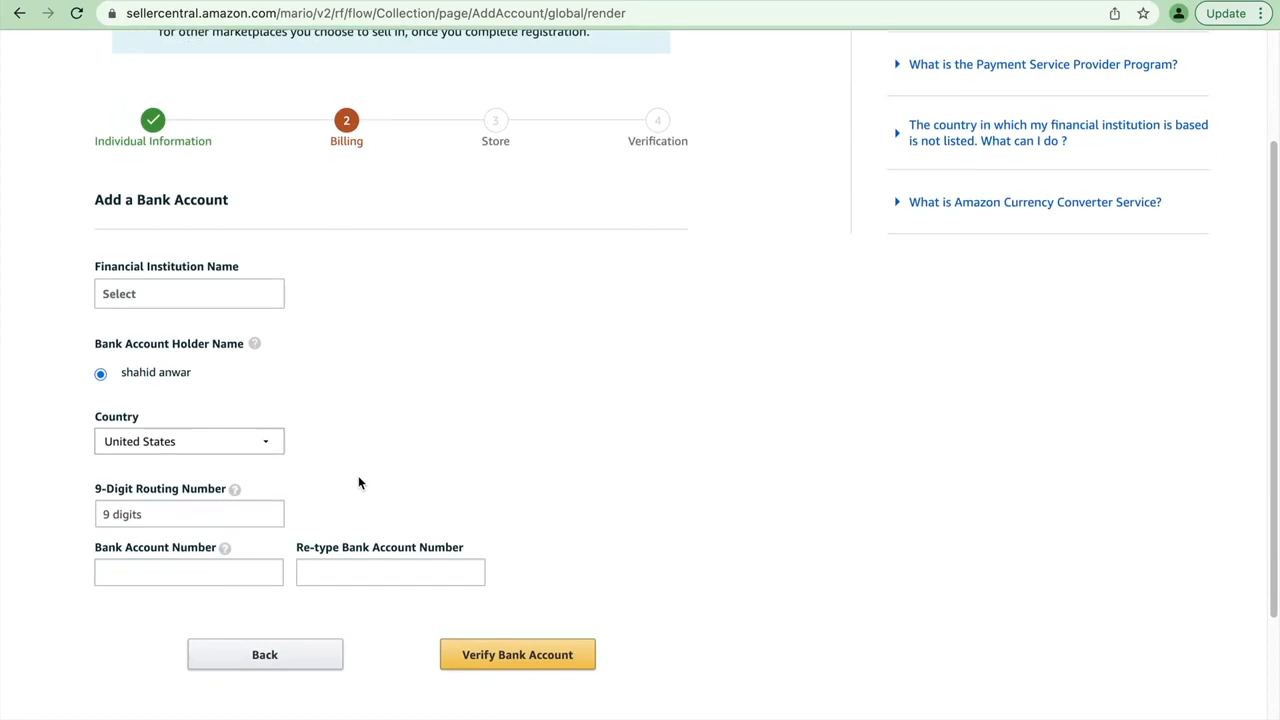 sellercentral.amazon.com/mario/v2/rf/flow/Collection/page/AddAccount/global/render
Update
for other marketplaces you choose to sell in, once you complete registration.
What is the Payment Service Provider Program?
The country in which my financial institution is based
is not listed. What can I do ?
What is Amazon Currency Converter Service?
2
3
4
Individual Information
Billing
Store
Verification
Add a Bank Account
Financial Institution Name
Select
Bank Account Holder Name ?
shahid anwar
Country
United States
9-Digit Routing Number ?
9 digits
Bank Account Number ?
Re-type Bank Account Number
Back
Verify Bank Account